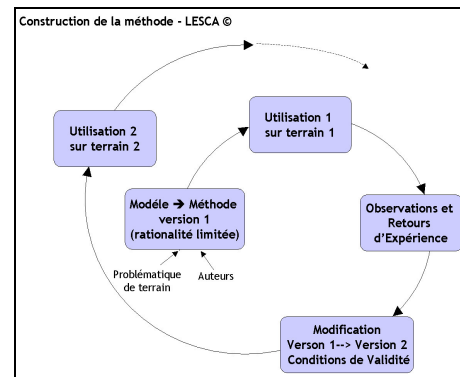 Construction de la méthode - LESCA ©
Utilisation 1
sur terrain 1
Utilisation 2
sur terrain 2
Modéle ➔ Méthode
version 1
(rationalité limitée)
Observations et
Retours
d'Expérience
Problématique
de terrain
Auteurs
Modification
Verson 1--> Version 2
Conditions de Validité